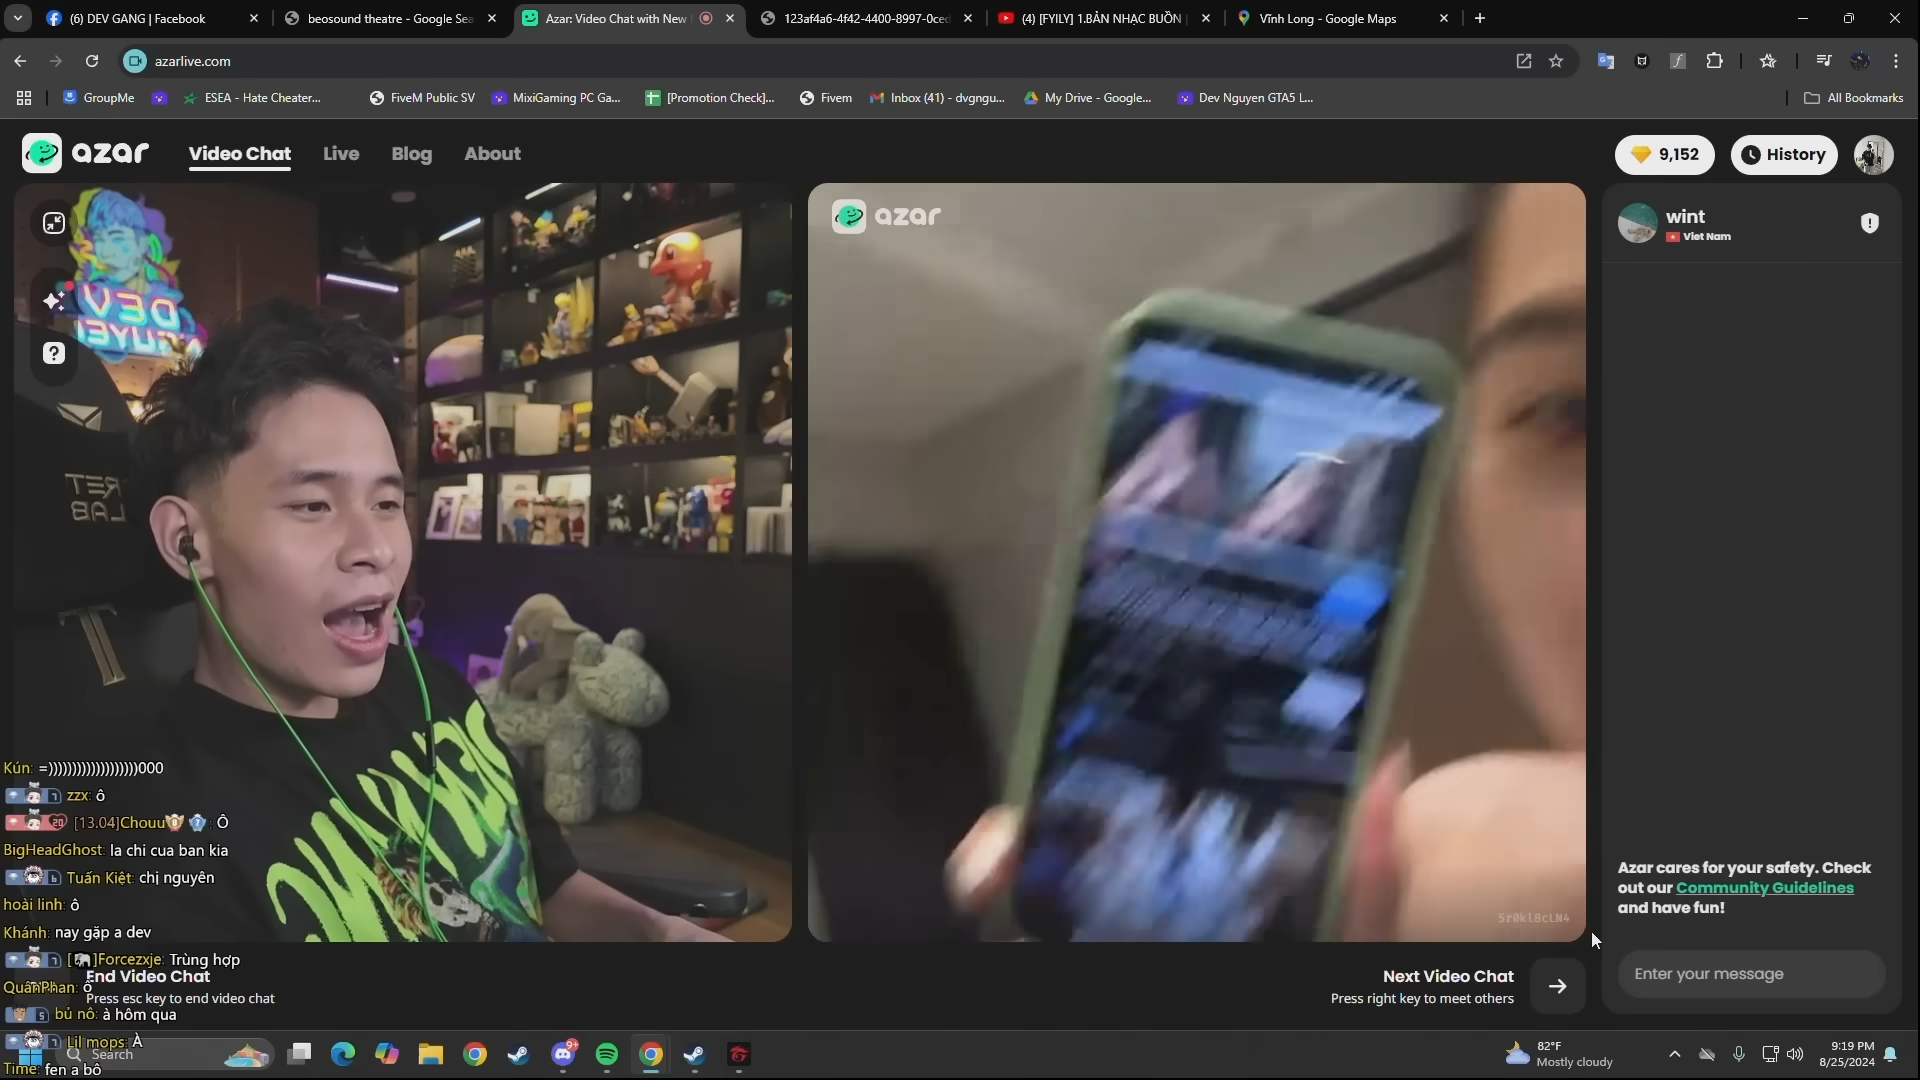 (6) DEV GANG | Facebook
beosound theatre - Google Sea
Azar: Video Chat with New
123af4a6-4f42-4400-8997-0ced
(4) [FYILY] 1.BẢN NHẠC BUỒN
Vĩnh Long - Google Maps
azarlive.com
GroupMe
ESEA - Hate Cheater...
FiveM Public SV
MixiGaming PC Ga...
[Promotion Check]...
Fivem
Inbox (41) - dvgngu...
My Drive - Google...
Dev Nguyen GTA5 L...
All Bookmarks
azar
Video Chat
Live
Blog
About
9,152
History
azar
wint
Viet Nam
DEV
RET
LAB
Kún: =))))))))))))))))))))000
zzx: ô
[13.04]Chouu: Ô
BigHeadGhost: la chi cua ban kia
Tuấn Kiệt: chị nguyên
hoài linh: ô
Khánh: nay gặp a dev
Forcezxje: Trùng hợp
QuânPhan: ô
bủ nô: à hôm qua
Lil mops: À
Time: fen a bô
End Video Chat
Press esc key to end video chat
Next Video Chat
Press right key to meet others
5r0kl8cLN4
Azar cares for your safety. Check
out our Community Guidelines
and have fun!
Enter your message
Search
9+
82°F
Mostly cloudy
9:19 PM
8/25/2024